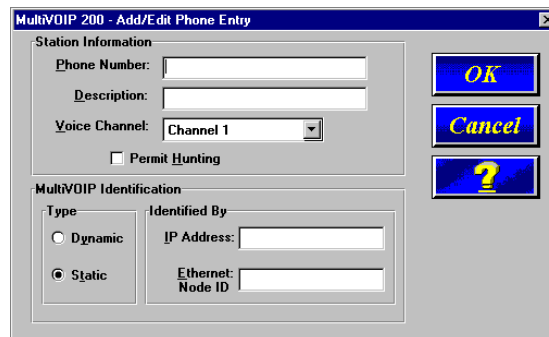 MultiVOIP 200 - Add/Edit Phone Entry
Station Information
Phone Number:
Description:
Voice Channel: Channel 1
Permit Hunting
OK
Cancel
?
MultiVOIP Identification
Type
Dynamic
Static
Identified By
IP Address:
Ethernet:
Node ID